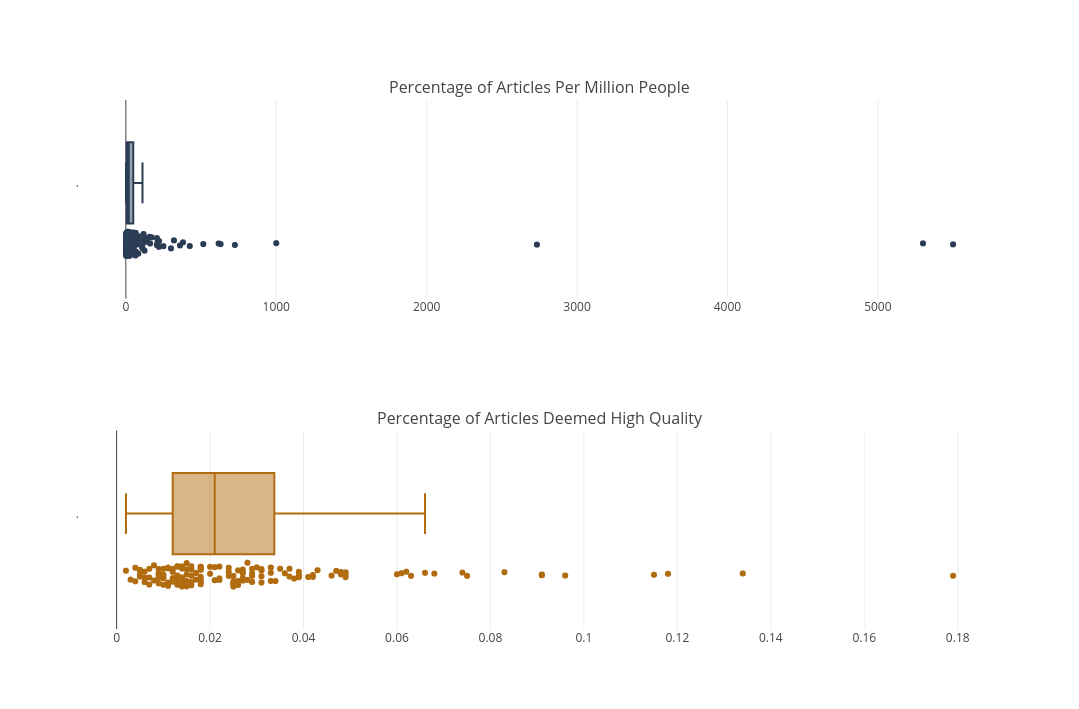 Percentage of Articles Per Million People
.
0 1000 2000 3000 4000 5000
Percentage of Articles Deemed High Quality
.
0 0.02 0.04 0.06 0.08 0.1 0.12 0.14 0.16 0.18